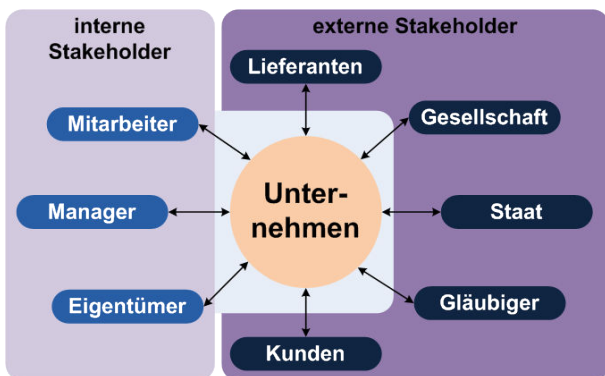 interne
Stakeholder
externe Stakeholder
Lieferanten
Mitarbeiter
Gesellschaft
Unter-
nehmen
Manager
Staat
Eigentümer
Gläubiger
Kunden